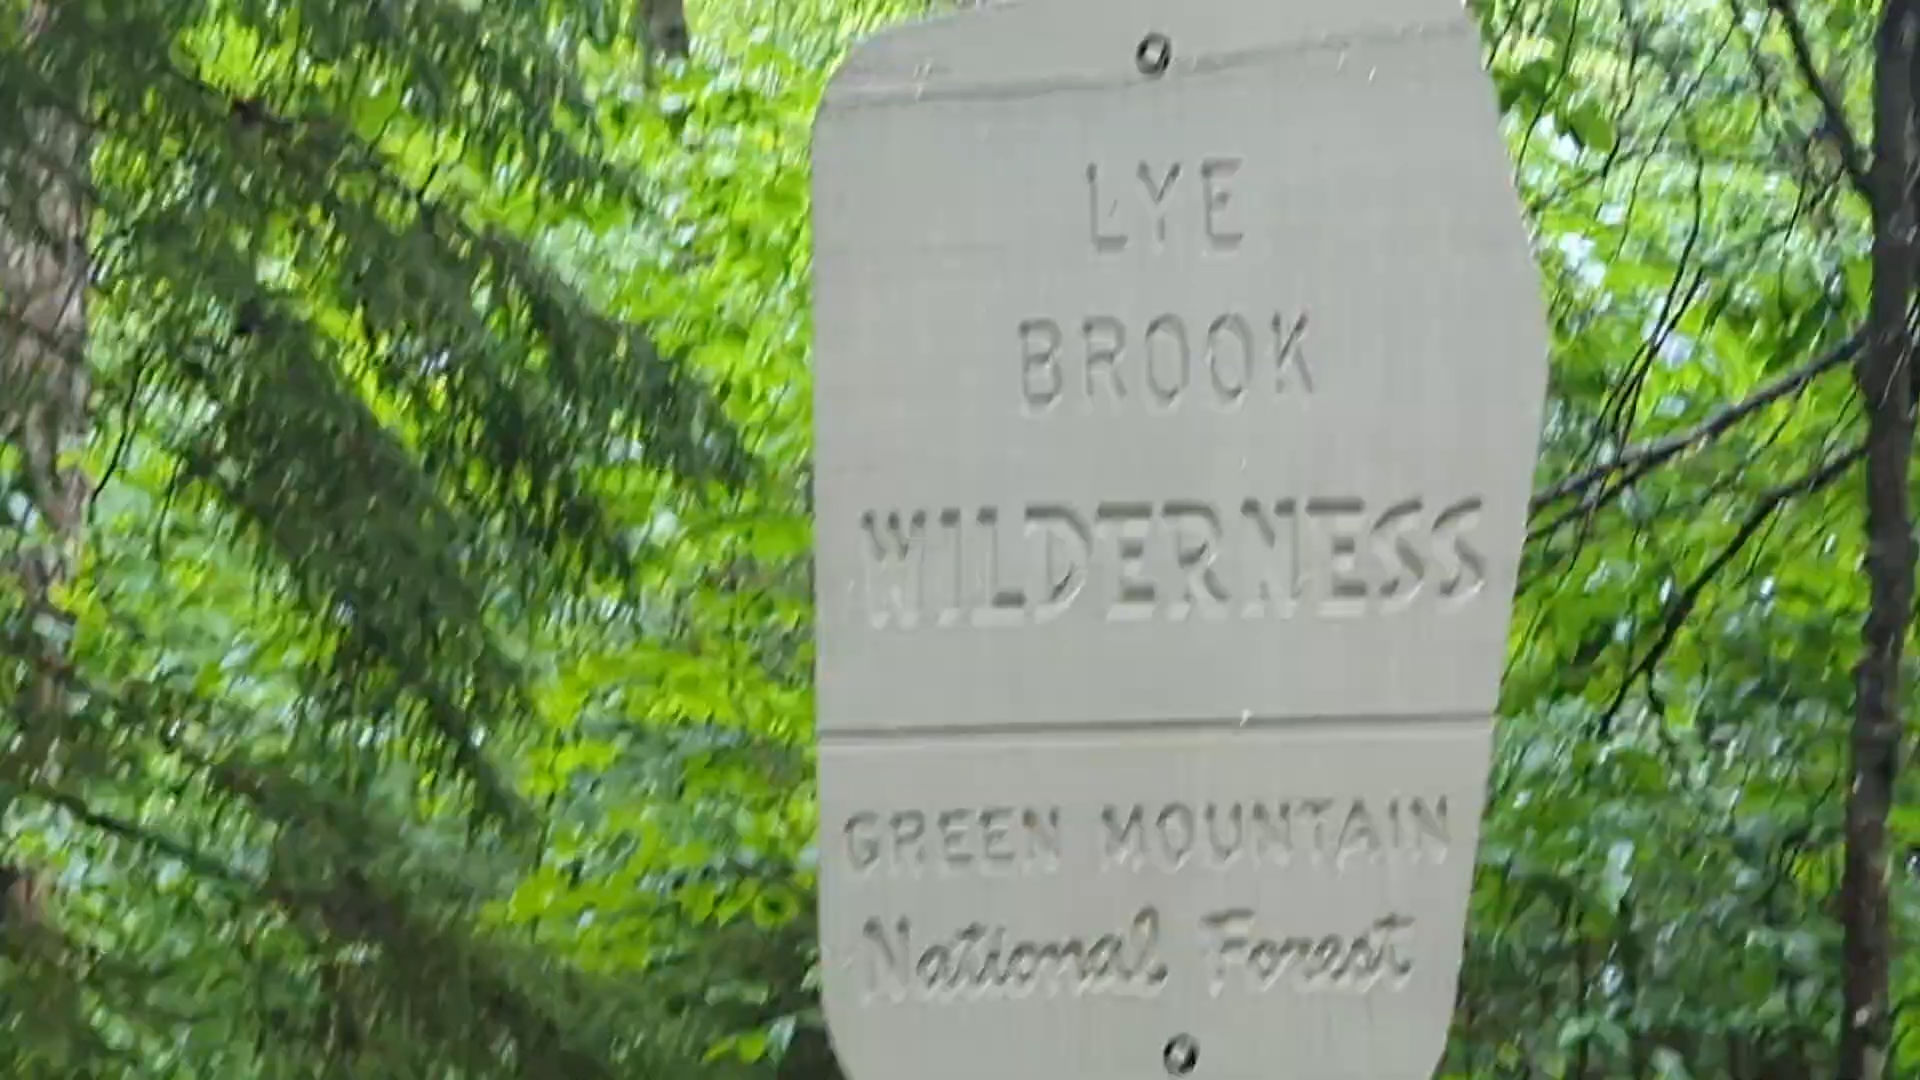 LYE
BROOK
WILDERNESS
GREEN MOUNTAIN
National Forest